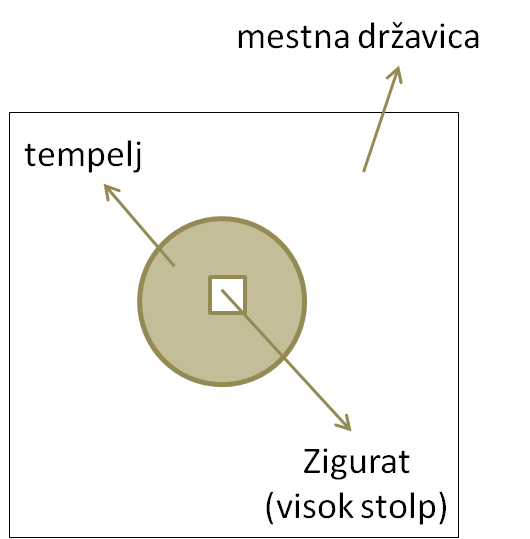 mestna državica
tempelj
Zigurat
(visok stolp)